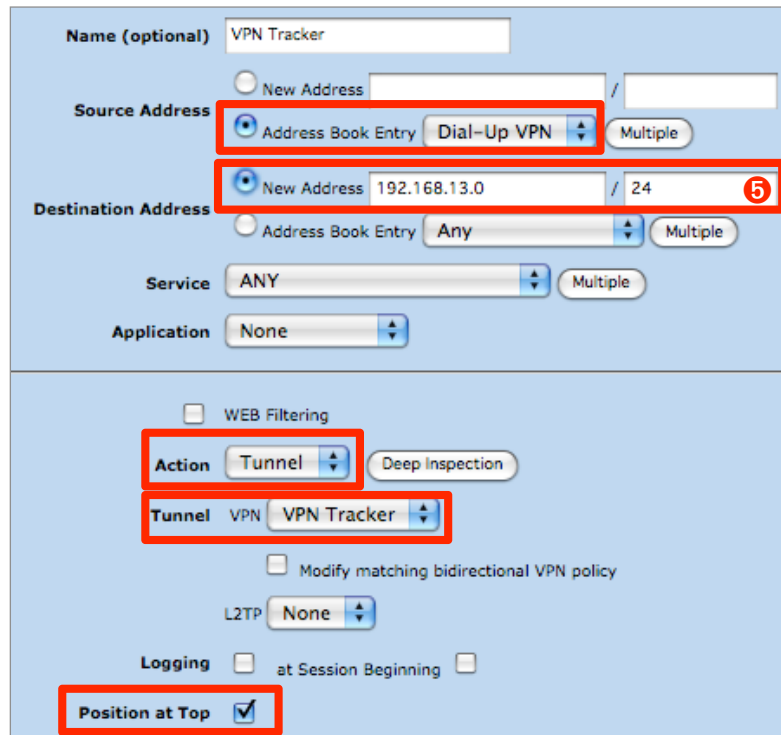 Name (optional) VPN Tracker
New Address /
Source Address
Address Book Entry Dial-Up VPN Multiple
New Address 192.168.13.0 / 24 5
Destination Address
Address Book Entry Any Multiple
Service ANY Multiple
Application None
WEB Filtering
Action Tunnel Deep Inspection
Tunnel VPN VPN Tracker
Modify matching bidirectional VPN policy
L2TP None
Logging at Session Beginning
Position at Top